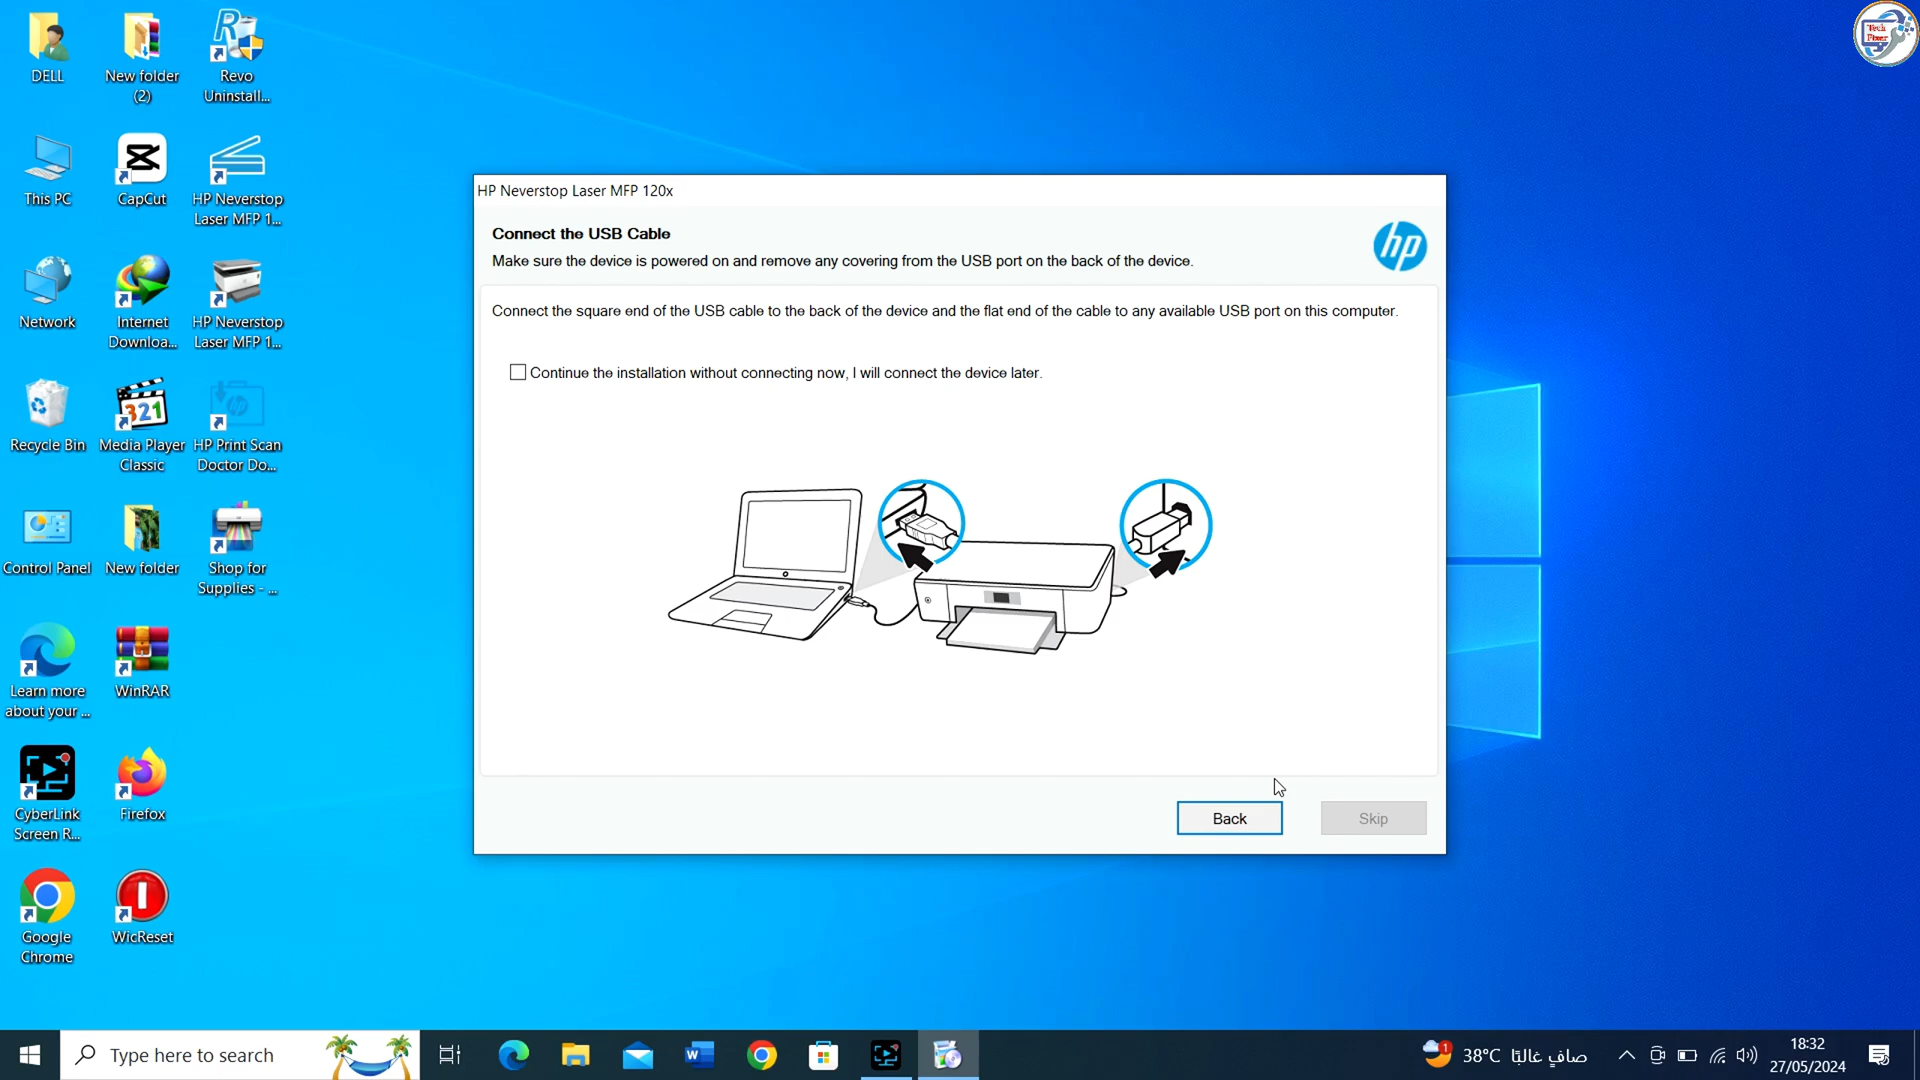 DELL
New folder
(2)
Revo
Uninstall...
This PC
CapCut
HP Neverstop
Laser MFP 1...
Network
Internet
Downloa...
HP Neverstop
Laser MFP 1...
Recycle Bin
Media Player
Classic
321
HP Print Scan
Doctor Do...
Control Panel
New folder
Shop for
Supplies - ...
Learn more
about your ...
WinRAR
CyberLink
Screen R...
Firefox
Google
Chrome
WicReset
Tech
Fixer
HP Neverstop Laser MFP 120x
Connect the USB Cable
Make sure the device is powered on and remove any covering from the USB port on the back of the device.
hp
Connect the square end of the USB cable to the back of the device and the flat end of the cable to any available USB port on this computer.
Continue the installation without connecting now, I will connect the device later.
Back
Skip
Type here to search
1
38°C صافٍ غالبًا
18:32
27/05/2024